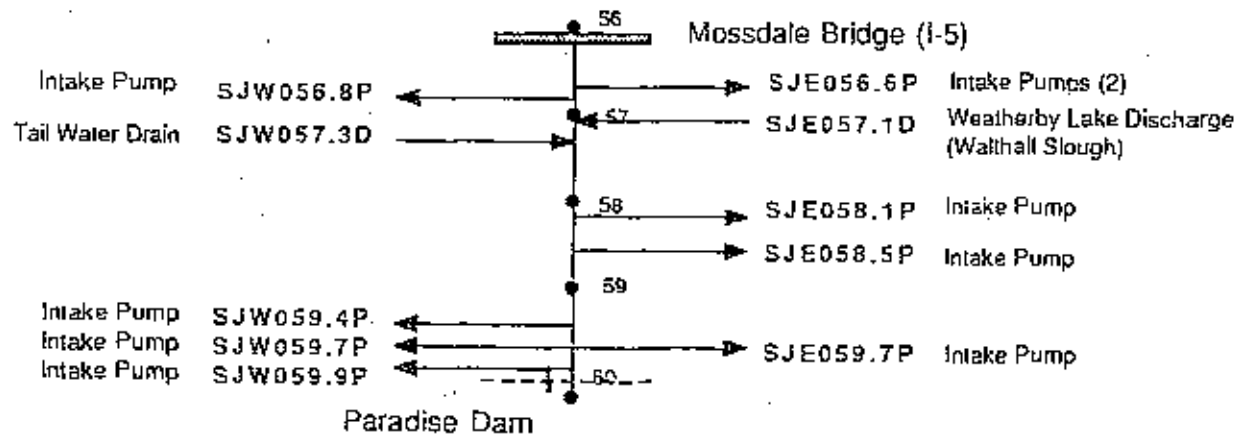 56
Mossdale Bridge (I-5)
Intake Pump SJW056.8P
SJE056.6P Intake Pumps (2)
57
Tail Water Drain SJW057.3D
SJE057.1D Weatherby Lake Discharge
(Walthall Slough)
58
SJE058.1P Intake Pump
SJE058.5P Intake Pump
59
Intake Pump SJW059.4P
Intake Pump SJW059.7P
SJE059.7P Intake Pump
Intake Pump SJW059.9P
60
Paradise Dam